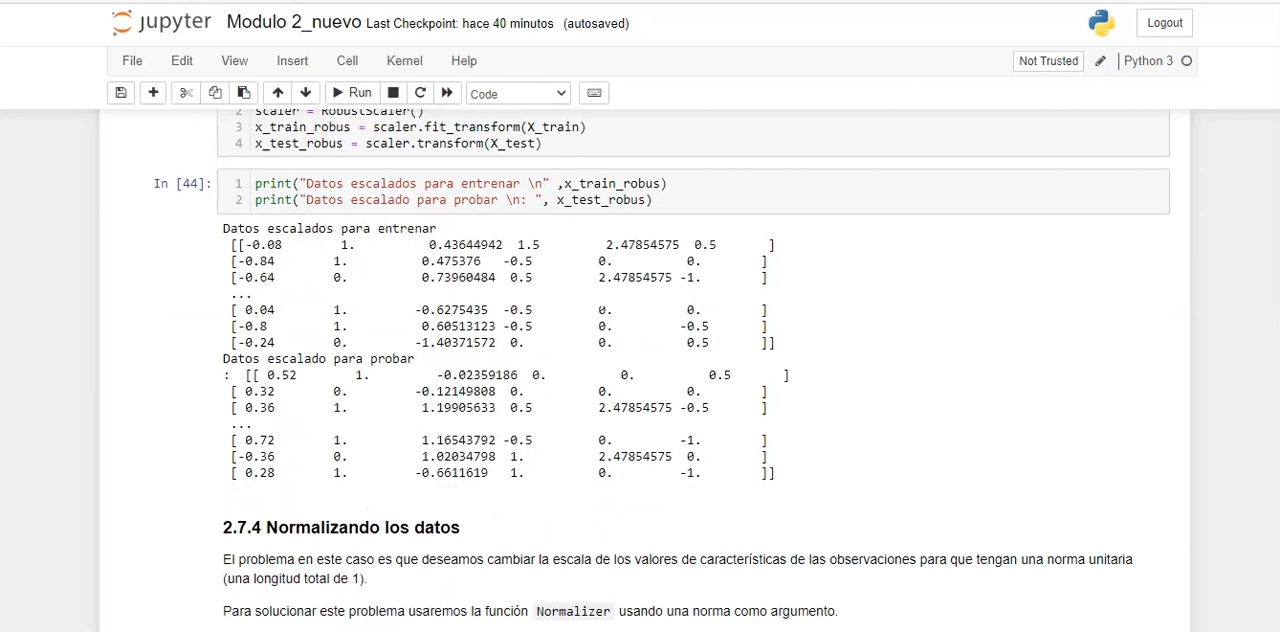 jupyter Modulo 2_nuevo Last Checkpoint: hace 40 minutos (autosaved) Logout
File Edit View Insert Cell Kernel Help Not Trusted Python 3
Run Code
2 scaler = RobustScaler()
3 x_train_robus = scaler.fit_transform(X_train)
4 x_test_robus = scaler.transform(X_test)
In [44]: 1 print("Datos escalados para entrenar \n" ,x_train_robus)
2 print("Datos escalado para probar \n: ", x_test_robus)
Datos escalados para entrenar
[[-0.08 1. 0.43644942 1.5 2.47854575 0.5 ]
[-0.84 1. 0.475376 -0.5 0. 0. ]
[-0.64 0. 0.73960484 0.5 2.47854575 -1. ]
...
[ 0.04 1. -0.6275435 -0.5 0. 0. ]
[-0.8 1. 0.60513123 -0.5 0. -0.5 ]
[-0.24 0. -1.40371572 0. 0. 0.5 ]]
Datos escalado para probar
: [[ 0.52 1. -0.02359186 0. 0. 0.5 ]
[ 0.32 0. -0.12149808 0. 0. 0. ]
[ 0.36 1. 1.19905633 0.5 2.47854575 -0.5 ]
...
[ 0.72 1. 1.16543792 -0.5 0. -1. ]
[-0.36 0. 1.02034798 1. 2.47854575 0. ]
[ 0.28 1. -0.6611619 1. 0. -1. ]]
2.7.4 Normalizando los datos
El problema en este caso es que deseamos cambiar la escala de los valores de características de las observaciones para que tengan una norma unitaria
(una longitud total de 1).
Para solucionar este problema usaremos la función Normalizer usando una norma como argumento.